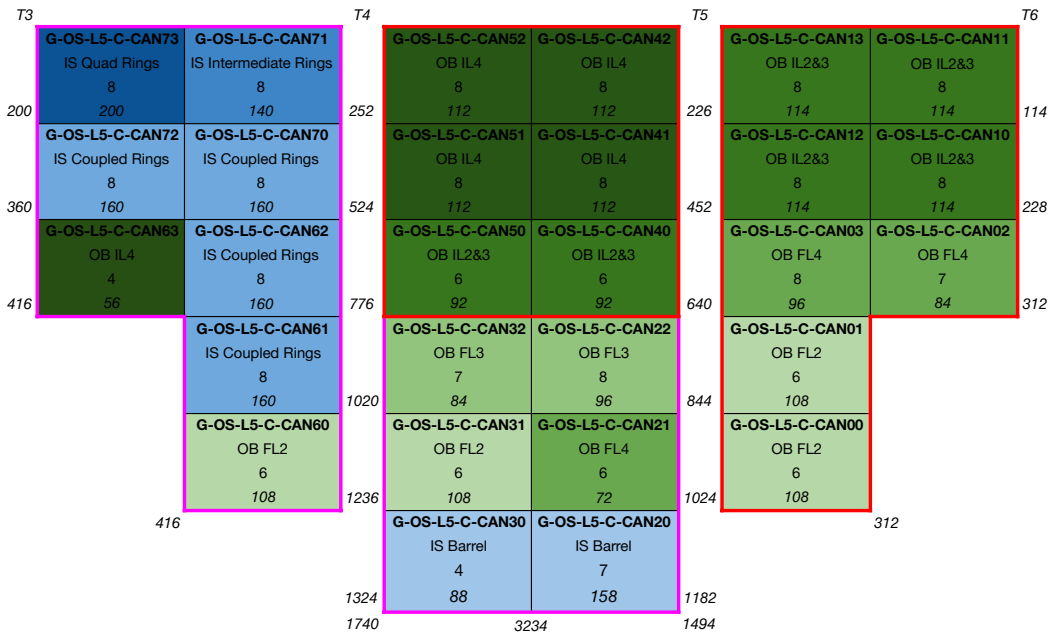 T3 T4 T5 T6
G-OS-L5-C-CAN73 G-OS-L5-C-CAN71 G-OS-L5-C-CAN52 G-OS-L5-C-CAN42 G-OS-L5-C-CAN13 G-OS-L5-C-CAN11
IS Quad Rings IS Intermediate Rings OB IL4 OB IL4 OB IL2&3 OB IL2&3
8 8 8 8 8 8
200 200 140 252 112 112 226 114 114 114
G-OS-L5-C-CAN72 G-OS-L5-C-CAN70 G-OS-L5-C-CAN51 G-OS-L5-C-CAN41 G-OS-L5-C-CAN12 G-OS-L5-C-CAN10
IS Coupled Rings IS Coupled Rings OB IL4 OB IL4 OB IL2&3 OB IL2&3
8 8 8 8 8 8
360 160 160 524 112 112 452 114 114 228
G-OS-L5-C-CAN63 G-OS-L5-C-CAN62 G-OS-L5-C-CAN50 G-OS-L5-C-CAN40 G-OS-L5-C-CAN03 G-OS-L5-C-CAN02
OB IL4 IS Coupled Rings OB IL2&3 OB IL2&3 OB FL4 OB FL4
4 8 6 6 8 7
416 56 160 776 92 92 640 96 84 312
G-OS-L5-C-CAN61 G-OS-L5-C-CAN32 G-OS-L5-C-CAN22 G-OS-L5-C-CAN01
IS Coupled Rings OB FL3 OB FL3 OB FL2
8 7 8 6
160 1020 84 96 844 108
G-OS-L5-C-CAN60 G-OS-L5-C-CAN31 G-OS-L5-C-CAN21 G-OS-L5-C-CAN00
OB FL2 OB FL2 OB FL4 OB FL2
6 6 6 6
108 1236 108 72 1024 108
416 G-OS-L5-C-CAN30 G-OS-L5-C-CAN20 312
IS Barrel IS Barrel
4 7
1324 88 158 1182
1740 3234 1494